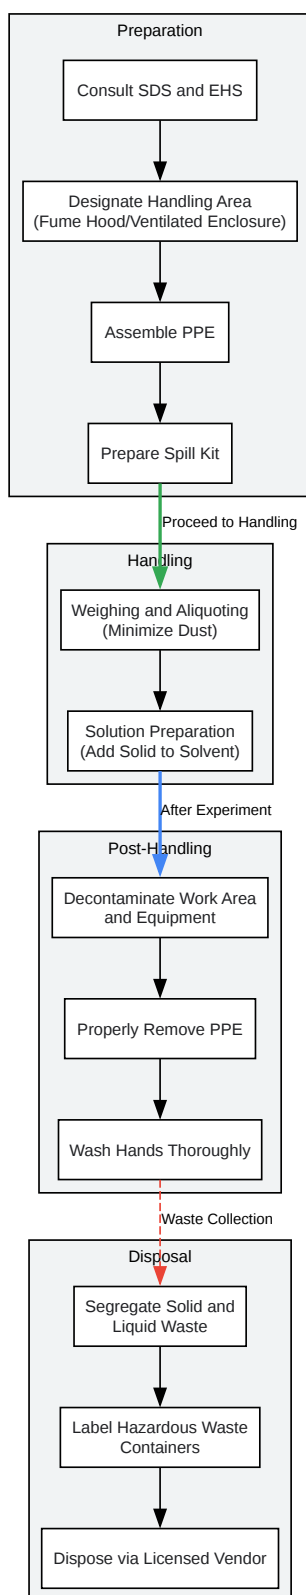 Preparation
Consult SDS and EHS
Designate Handling Area
(Fume Hood/Ventilated Enclosure)
Assemble PPE
Prepare Spill Kit
Proceed to Handling
Handling
Weighing and Aliquoting
(Minimize Dust)
Solution Preparation
(Add Solid to Solvent)
After Experiment
Post-Handling
Decontaminate Work Area
and Equipment
Properly Remove PPE
Wash Hands Thoroughly
Waste Collection
Disposal
Segregate Solid and
Liquid Waste
Label Hazardous Waste
Containers
Dispose via Licensed Vendor